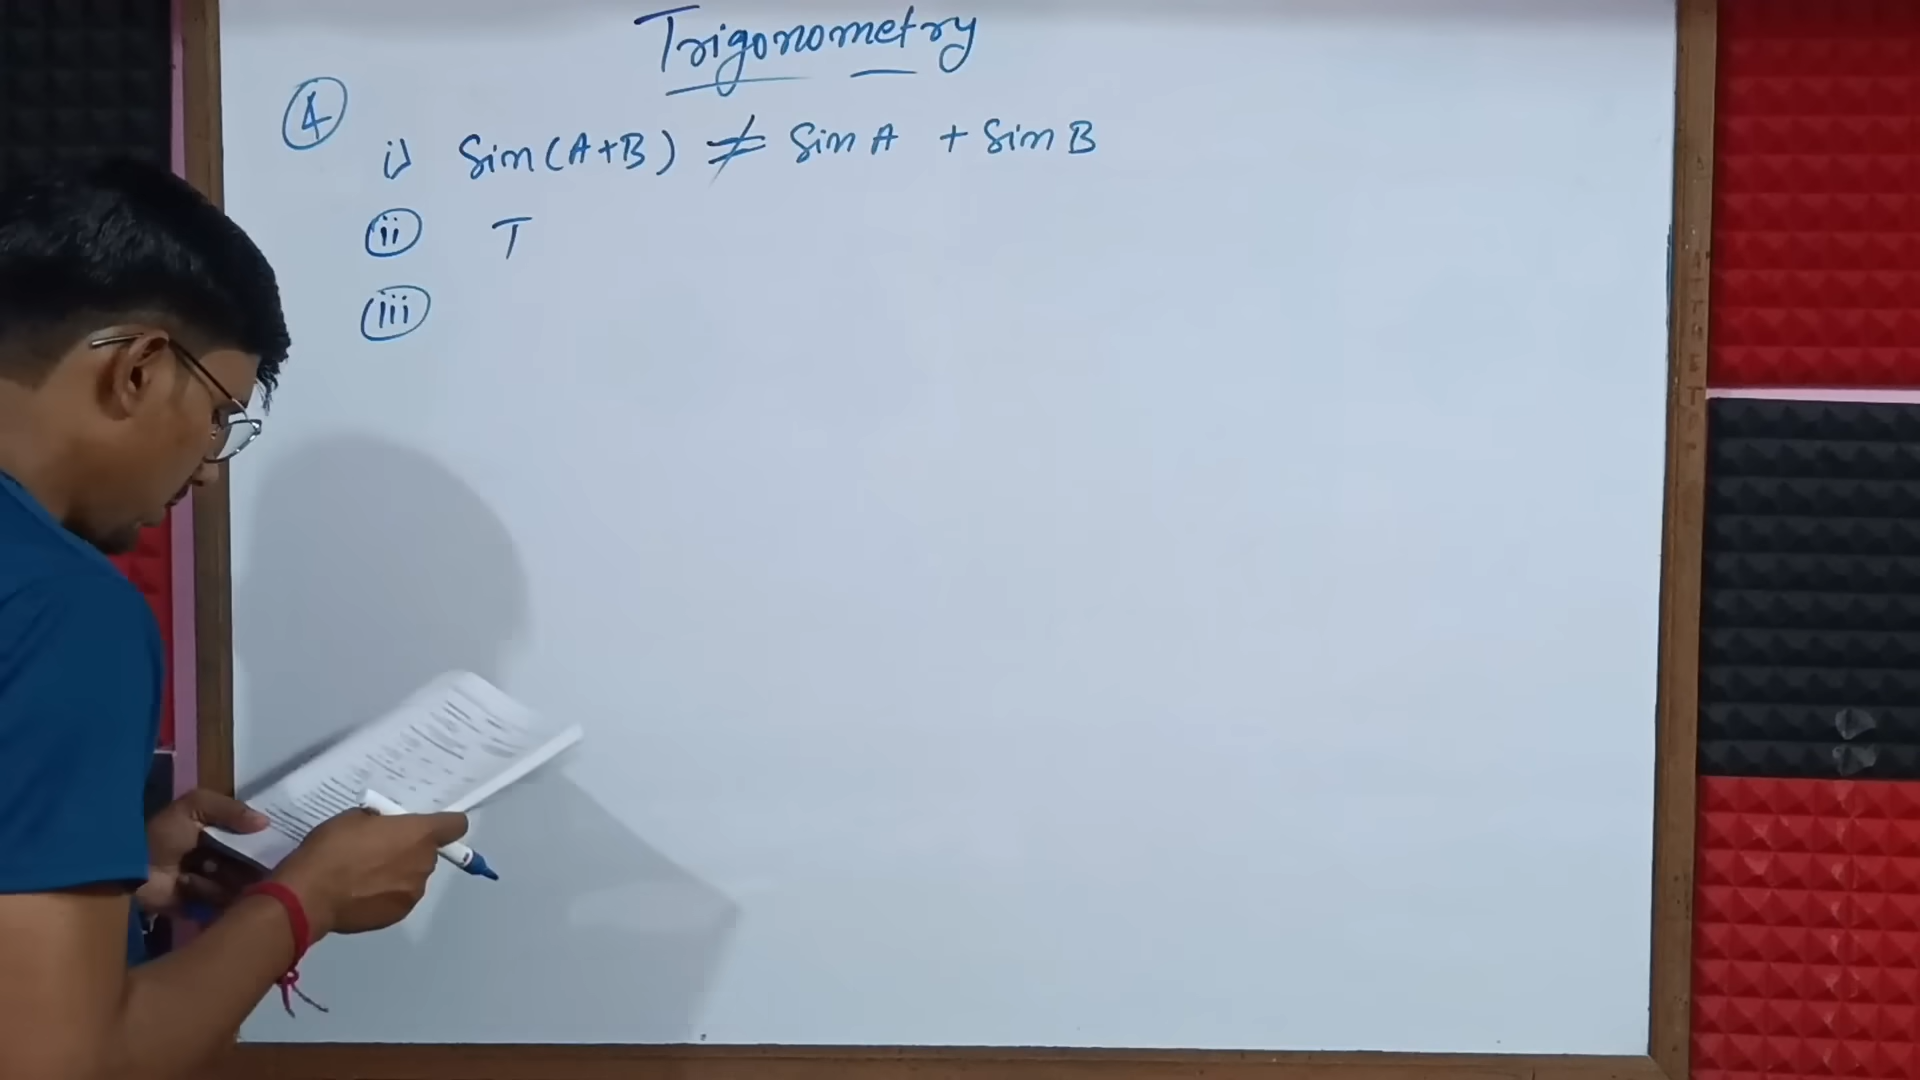 Trigonometry
④
i) Sin(A+B) ≠ Sin A + Sin B
ii T
iii